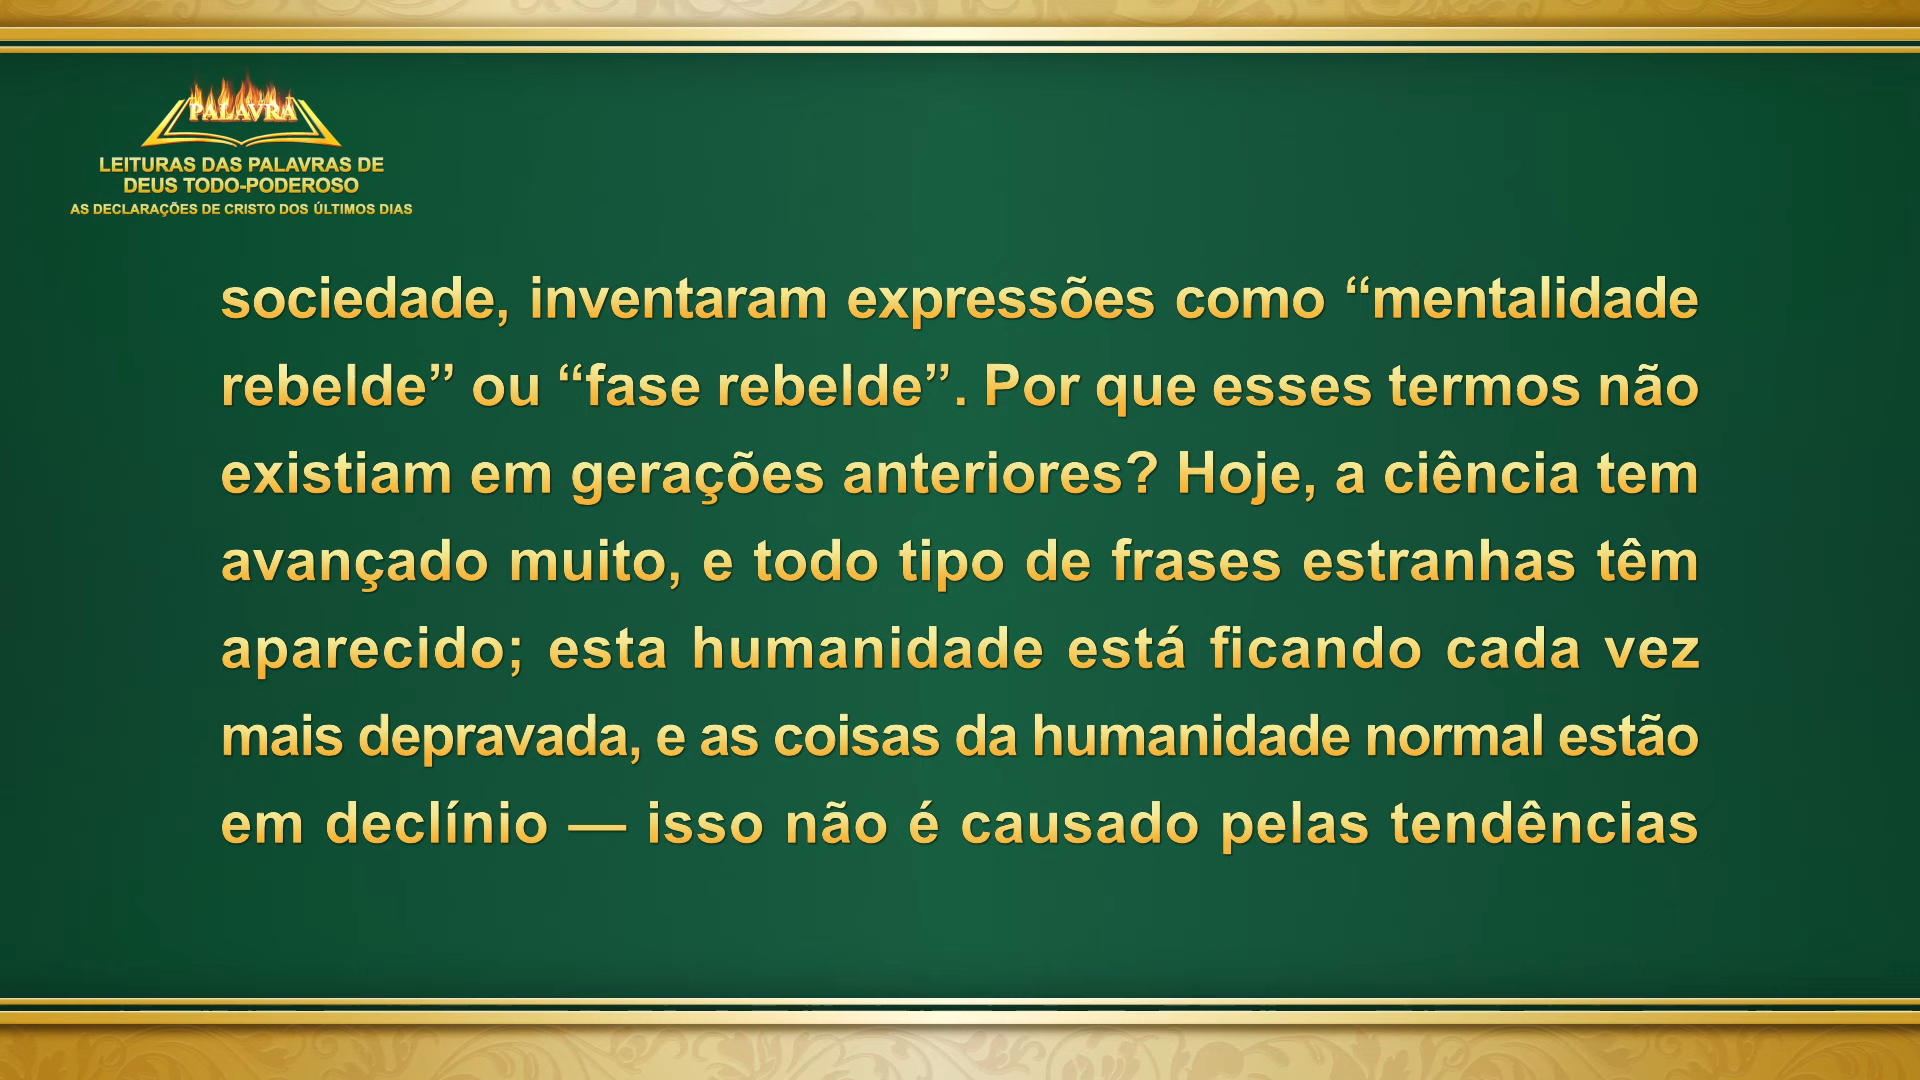 PALAVRA
LEITURAS DAS PALAVRAS DE
DEUS TODO-PODEROSO
AS DECLARAÇÕES DE CRISTO DOS ÚLTIMOS DIAS
sociedade, inventaram expressões como “mentalidade
rebelde” ou “fase rebelde”. Por que esses termos não
existiam em gerações anteriores? Hoje, a ciência tem
avançado muito, e todo tipo de frases estranhas têm
aparecido; esta humanidade está ficando cada vez
mais depravada, e as coisas da humanidade normal estão
em declínio — isso não é causado pelas tendências